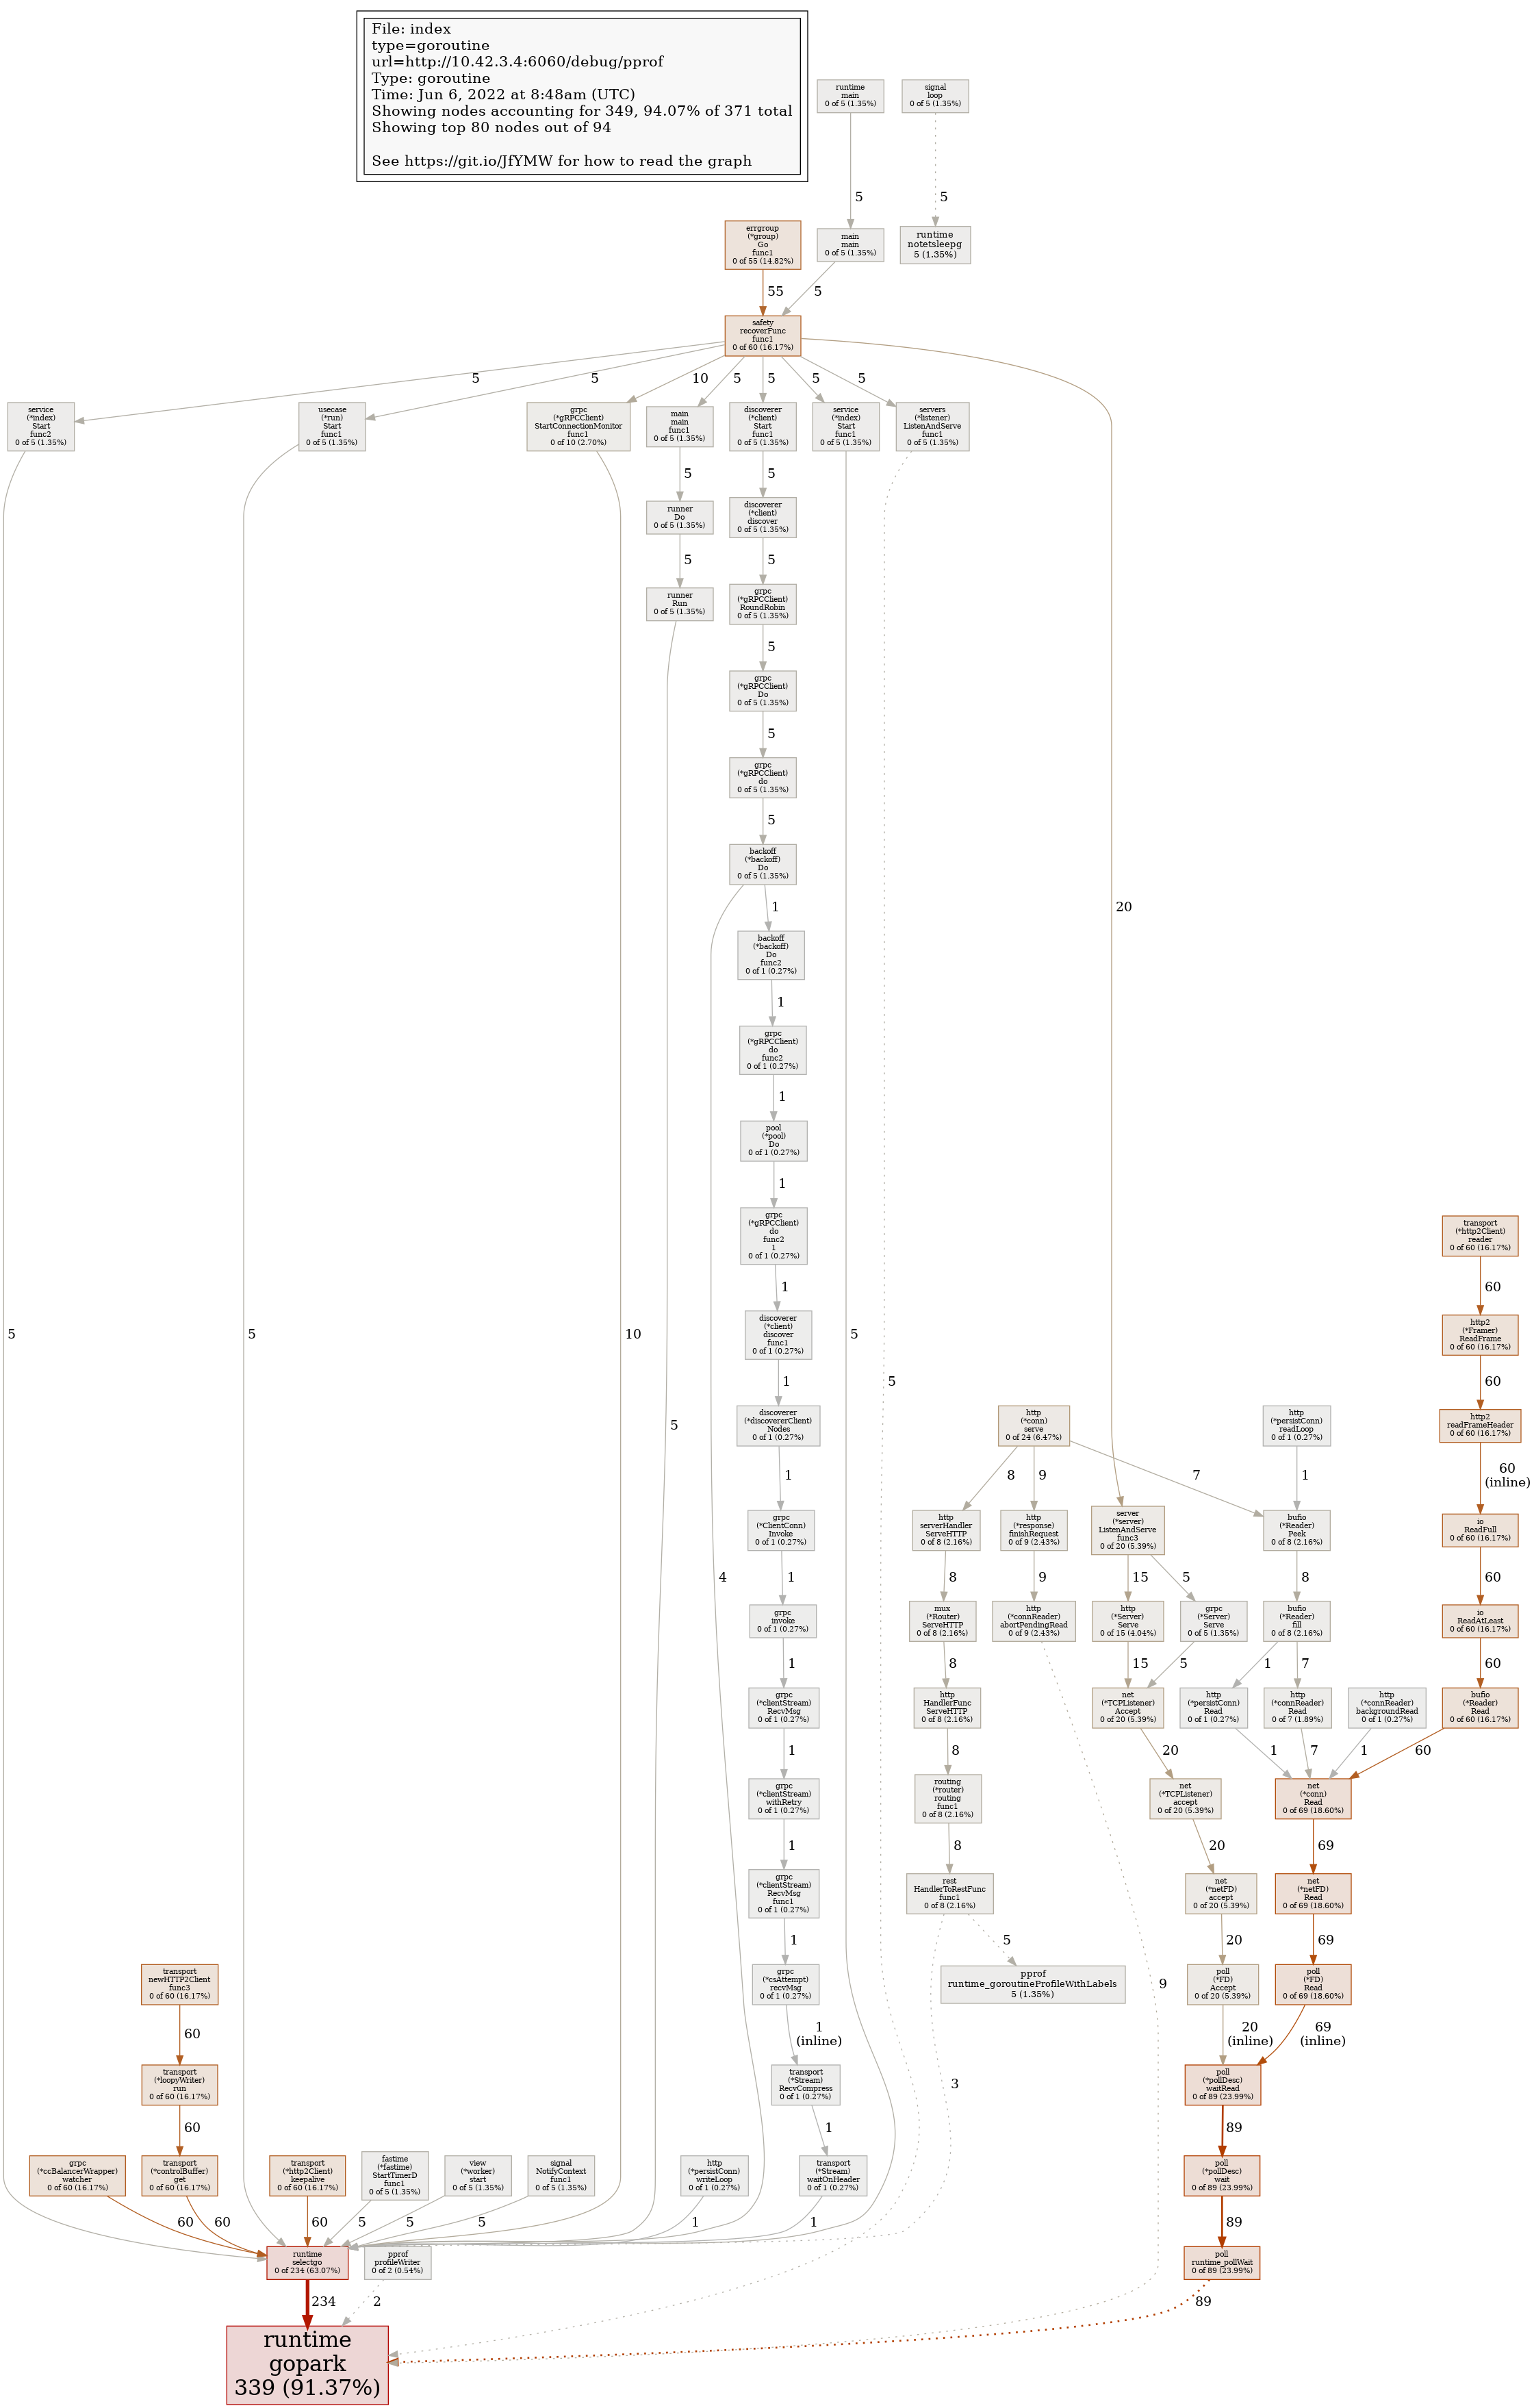 File: index
type=goroutine
url=http://10.42.3.4:6060/debug/pprof
Type: goroutine
Time: Jun 6, 2022 at 8:48am (UTC)
Showing nodes accounting for 349, 94.07% of 371 total
Showing top 80 nodes out of 94
See https://git.io/JfYMW for how to read the graph
runtime
main
0 of 5 (1.35%)
signal
loop
0 of 5 (1.35%)
5
5
errgroup
(*group)
Go
func1
0 of 55 (14.82%)
main
main
0 of 5 (1.35%)
runtime
notetsleepg
5 (1.35%)
55
5
safety
recoverFunc
func1
0 of 60 (16.17%)
5
5
10
5
5
5
5
20
service
(*index)
Start
func2
0 of 5 (1.35%)
usecase
(*run)
Start
func1
0 of 5 (1.35%)
grpc
(*gRPCClient)
StartConnectionMonitor
func1
0 of 10 (2.70%)
main
main
func1
0 of 5 (1.35%)
discoverer
(*client)
Start
func1
0 of 5 (1.35%)
service
(*index)
Start
func1
0 of 5 (1.35%)
servers
(*listener)
ListenAndServe
func1
0 of 5 (1.35%)
5
5
runner
Do
0 of 5 (1.35%)
discoverer
(*client)
discover
0 of 5 (1.35%)
5
5
runner
Run
0 of 5 (1.35%)
grpc
(*gRPCClient)
RoundRobin
0 of 5 (1.35%)
5
grpc
(*gRPCClient)
Do
0 of 5 (1.35%)
5
grpc
(*gRPCClient)
do
0 of 5 (1.35%)
5
backoff
(*backoff)
Do
0 of 5 (1.35%)
1
backoff
(*backoff)
Do
func2
0 of 1 (0.27%)
1
grpc
(*gRPCClient)
do
func2
0 of 1 (0.27%)
1
pool
(*pool)
Do
0 of 1 (0.27%)
1
grpc
(*gRPCClient)
do
func2
1
0 of 1 (0.27%)
1
discoverer
(*client)
discover
func1
0 of 1 (0.27%)
5
5
10
5
5
5
4
1
discoverer
(*discovererClient)
Nodes
0 of 1 (0.27%)
1
grpc
(*ClientConn)
Invoke
0 of 1 (0.27%)
1
grpc
invoke
0 of 1 (0.27%)
1
grpc
(*clientStream)
RecvMsg
0 of 1 (0.27%)
1
grpc
(*clientStream)
withRetry
0 of 1 (0.27%)
1
grpc
(*clientStream)
RecvMsg
func1
0 of 1 (0.27%)
1
grpc
(*csAttempt)
recvMsg
0 of 1 (0.27%)
1
(inline)
transport
(*Stream)
RecvCompress
0 of 1 (0.27%)
1
transport
(*Stream)
waitOnHeader
0 of 1 (0.27%)
transport
(*http2Client)
reader
0 of 60 (16.17%)
60
http2
(*Framer)
ReadFrame
0 of 60 (16.17%)
60
http2
readFrameHeader
0 of 60 (16.17%)
60
(inline)
io
ReadFull
0 of 60 (16.17%)
60
io
ReadAtLeast
0 of 60 (16.17%)
60
bufio
(*Reader)
Read
0 of 60 (16.17%)
http
(*conn)
serve
0 of 24 (6.47%)
http
(*persistConn)
readLoop
0 of 1 (0.27%)
8
9
7
1
http
serverHandler
ServeHTTP
0 of 8 (2.16%)
http
(*response)
finishRequest
0 of 9 (2.43%)
server
(*server)
ListenAndServe
func3
0 of 20 (5.39%)
bufio
(*Reader)
Peek
0 of 8 (2.16%)
8
9
15
5
8
mux
(*Router)
ServeHTTP
0 of 8 (2.16%)
http
(*connReader)
abortPendingRead
0 of 9 (2.43%)
http
(*Server)
Serve
0 of 15 (4.04%)
grpc
(*Server)
Serve
0 of 5 (1.35%)
bufio
(*Reader)
fill
0 of 8 (2.16%)
8
15
5
1
7
http
HandlerFunc
ServeHTTP
0 of 8 (2.16%)
net
(*TCPListener)
Accept
0 of 20 (5.39%)
http
(*persistConn)
Read
0 of 1 (0.27%)
http
(*connReader)
Read
0 of 7 (1.89%)
http
(*connReader)
backgroundRead
0 of 1 (0.27%)
8
20
1
7
1
60
routing
(*router)
routing
func1
0 of 8 (2.16%)
net
(*TCPListener)
accept
0 of 20 (5.39%)
net
(*conn)
Read
0 of 69 (18.60%)
8
20
69
rest
HandlerToRestFunc
func1
0 of 8 (2.16%)
net
(*netFD)
accept
0 of 20 (5.39%)
net
(*netFD)
Read
0 of 69 (18.60%)
5
20
69
pprof
runtime_goroutineProfileWithLabels
5 (1.35%)
9
poll
(*FD)
Accept
0 of 20 (5.39%)
poll
(*FD)
Read
0 of 69 (18.60%)
20
(inline)
69
(inline)
3
poll
(*pollDesc)
waitRead
0 of 89 (23.99%)
89
poll
(*pollDesc)
wait
0 of 89 (23.99%)
89
poll
runtime_pollWait
0 of 89 (23.99%)
89
transport
newHTTP2Client
func3
0 of 60 (16.17%)
60
transport
(*loopyWriter)
run
0 of 60 (16.17%)
60
grpc
(*ccBalancerWrapper)
watcher
0 of 60 (16.17%)
transport
(*controlBuffer)
get
0 of 60 (16.17%)
transport
(*http2Client)
keepalive
0 of 60 (16.17%)
fastime
(*fastime)
StartTimerD
func1
0 of 5 (1.35%)
view
(*worker)
start
0 of 5 (1.35%)
signal
NotifyContext
func1
0 of 5 (1.35%)
http
(*persistConn)
writeLoop
0 of 1 (0.27%)
60
60
60
5
5
5
1
1
runtime
selectgo
0 of 234 (63.07%)
pprof
profileWriter
0 of 2 (0.54%)
234
2
runtime
gopark
339 (91.37%)